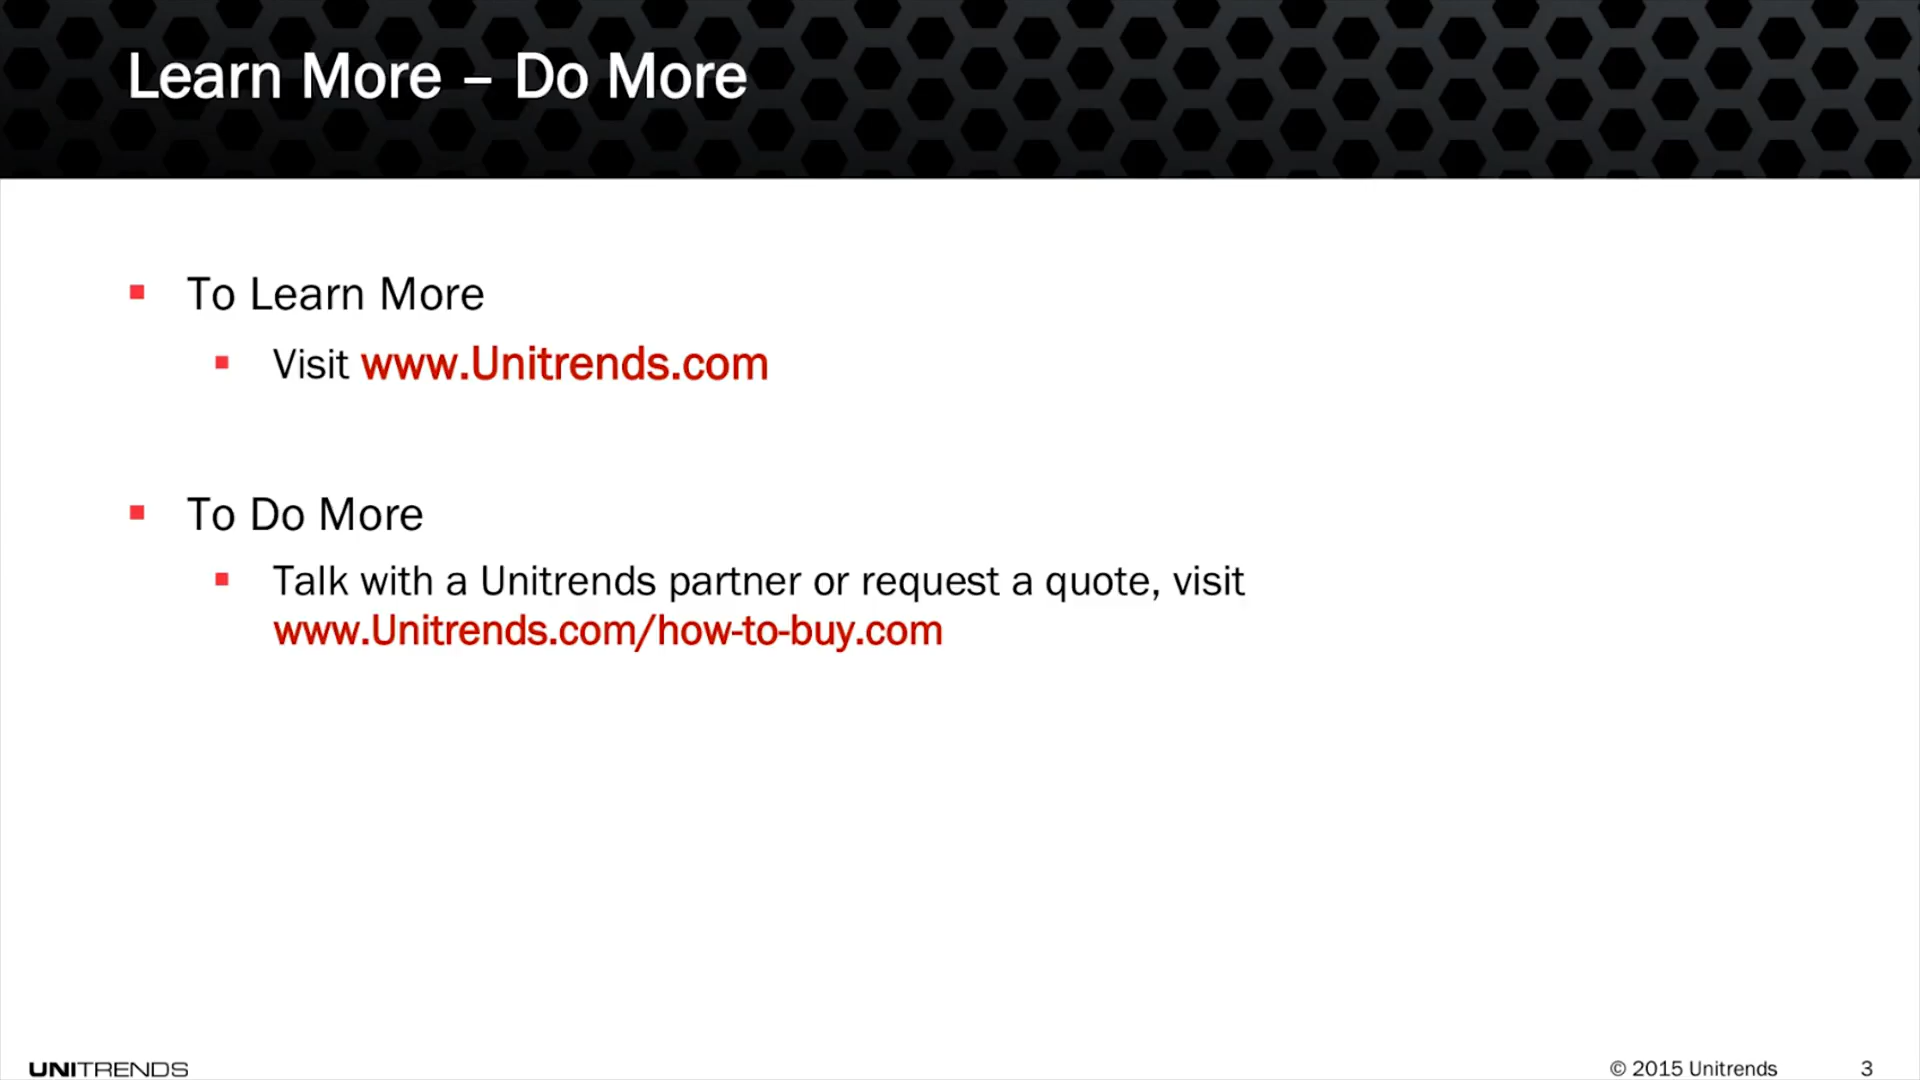 Learn More – Do More
To Learn More
Visit www.Unitrends.com
To Do More
Talk with a Unitrends partner or request a quote, visit
www.Unitrends.com/how-to-buy.com
UNITRENDS
© 2015 Unitrends
3